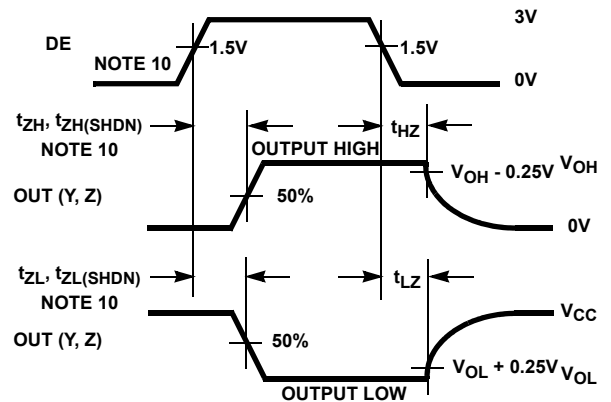 3V
DE
1.5V
1.5V
NOTE 10
0V
tZH, tZH(SHDN)
NOTE 10
tHZ
OUTPUT HIGH
VOH - 0.25V
VOH
OUT (Y, Z)
50%
0V
tZL, tZL(SHDN)
NOTE 10
tLZ
VCC
OUT (Y, Z)
50%
VOL + 0.25V
VOL
OUTPUT LOW